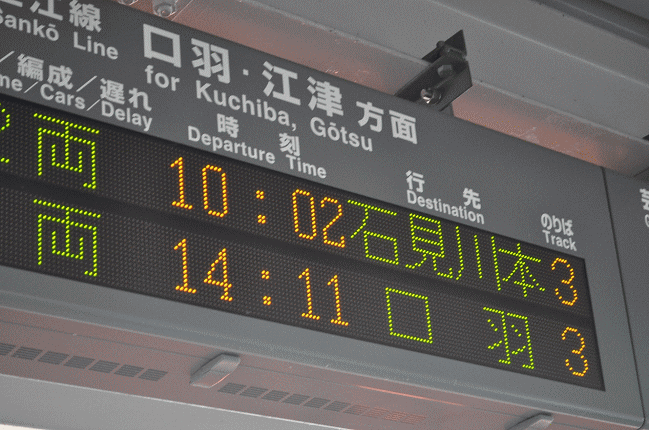 三江線
Sankō Line
口羽・江津 方面
for Kuchiba, Gōtsu
／編成／遅れ
me／Cars／Delay
時刻
Departure Time
行先
Destination
のりば
Track
両 10:02 石見川本 3
両 14:11 口羽 3